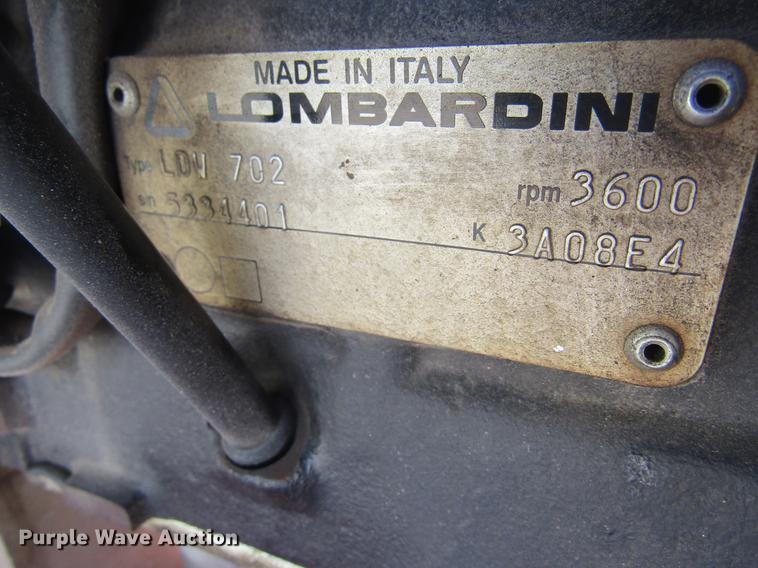 MADE IN ITALY
LOMBARDINI
Type LDW 702
sn 5334401
rpm 3600
K 3A08E4
Purple Wave Auction